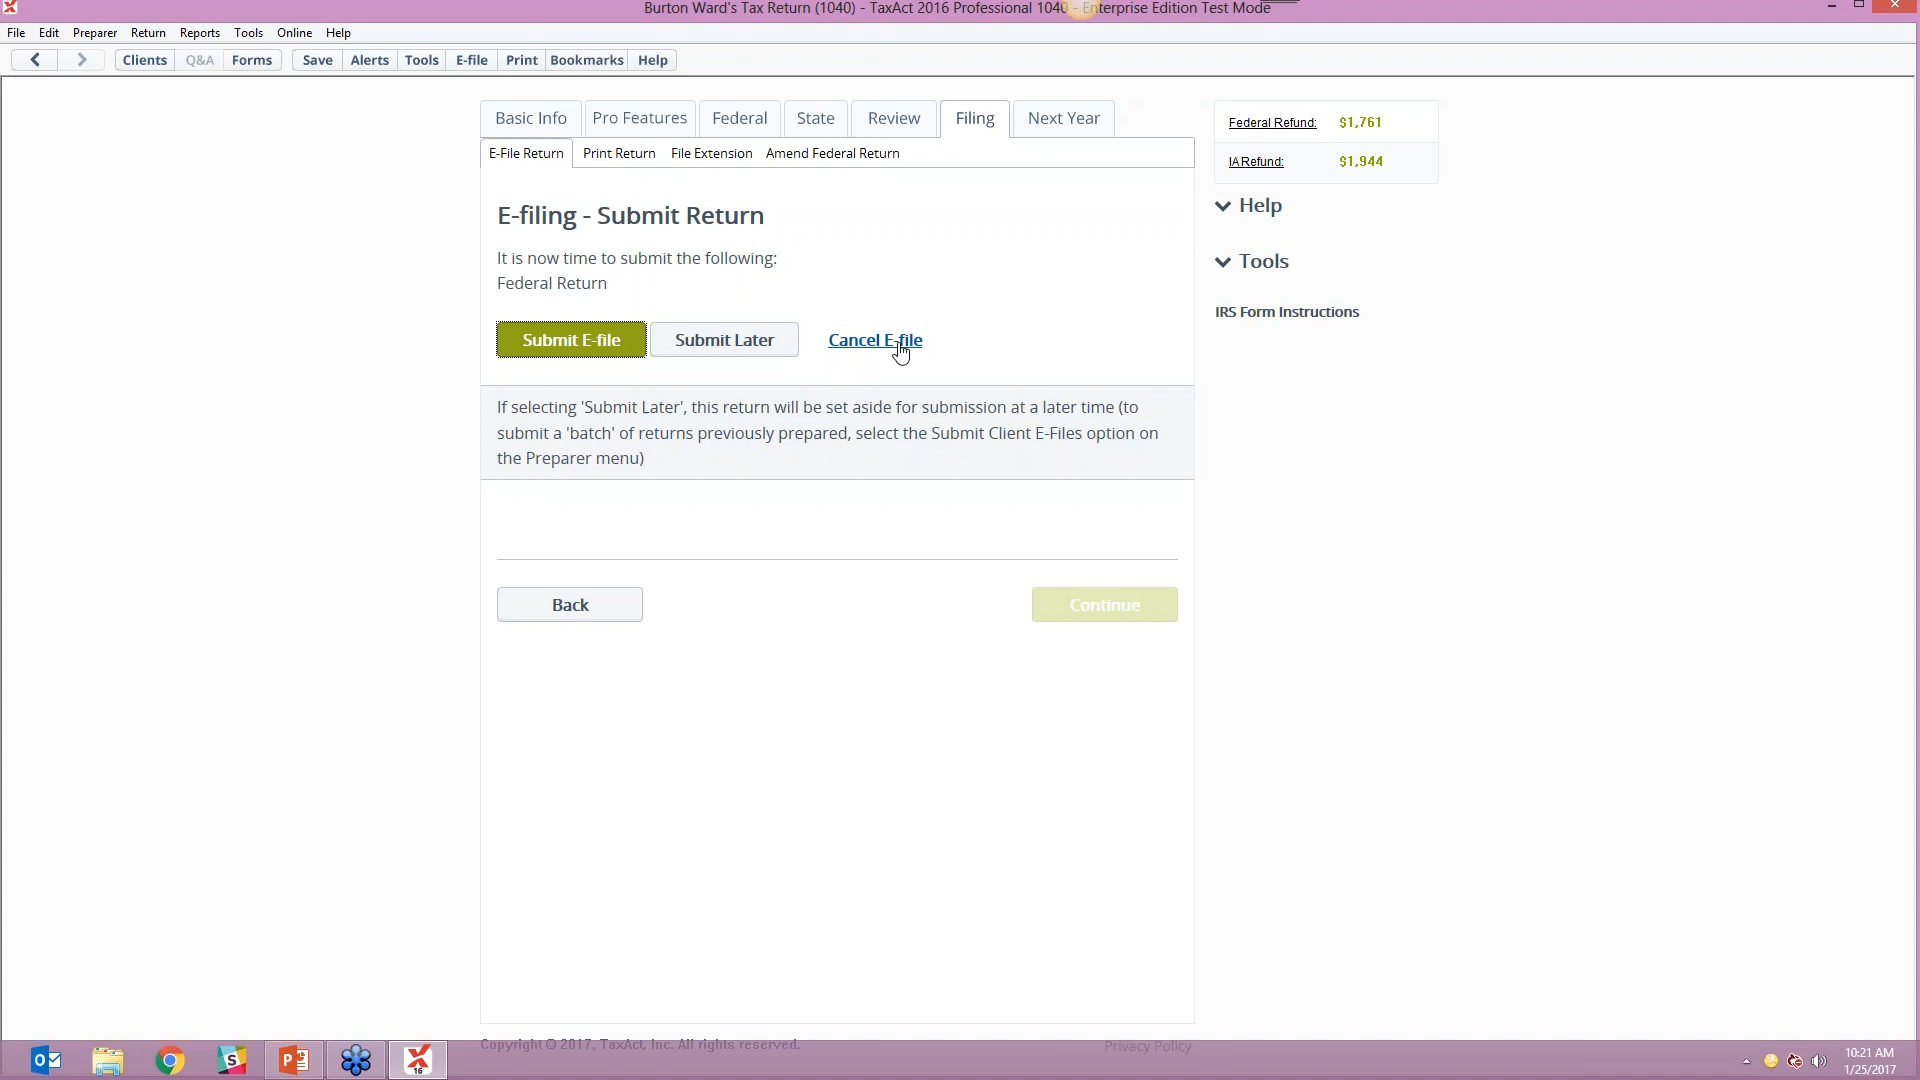 Burton Ward's Tax Return (1040) - TaxAct 2016 Professional 1040 - Enterprise Edition Test Mode
File Edit Preparer Return Reports Tools Online Help
Clients Q&A Forms Save Alerts Tools E-file Print Bookmarks Help
Basic Info Pro Features Federal State Review Filing Next Year
E-File Return Print Return File Extension Amend Federal Return
Federal Refund: $1,761
IA Refund: $1,944
Help
Tools
IRS Form Instructions
E-filing - Submit Return
It is now time to submit the following:
Federal Return
Submit E-file Submit Later Cancel E-file
If selecting 'Submit Later', this return will be set aside for submission at a later time (to
submit a 'batch' of returns previously prepared, select the Submit Client E-Files option on
the Preparer menu)
Back Continue
Copyright © 2017, TaxAct, Inc. All rights reserved. Privacy Policy
16
10:21 AM
1/25/2017